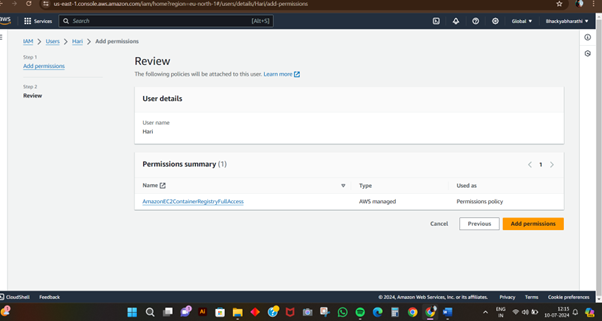 us-east-1.console.aws.amazon.com/iam/home?region=eu-north-1#/users/details/Hari/add-permissions
aws Services Search [Alt+S] Global Bhackyabharathi
IAM > Users > Hari > Add permissions
Step 1
Add permissions
Step 2
Review
Review
The following policies will be attached to this user. Learn more
User details
User name
Hari
Permissions summary (1)
1
Name Type Used as
AmazonEC2ContainerRegistryFullAccess AWS managed Permissions policy
Cancel Previous Add permissions
CloudShell Feedback © 2024, Amazon Web Services, Inc. or its affiliates. Privacy Terms Cookie preferences
ENG 12:15
IN 10-07-2024